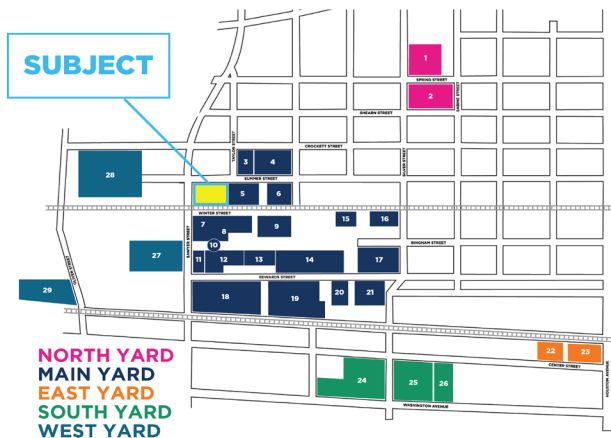 SUBJECT
1
SPRING STREET
2
SABINE STREET
SHEARN STREET
TAYLOR STREET
CROCKETT STREET
SILVER STREET
3
4
28
SUMMER STREET
5
6
WINTER STREET
7
8
9
15
16
SAWYER STREET
10
BINGHAM STREET
27
11
12
13
14
17
EDWARDS STREET
29
18
19
20
21
22
23
CENTER STREET
HOUSTON AVENUE
NORTH YARD
MAIN YARD
EAST YARD
SOUTH YARD
WEST YARD
24
25
26
WASHINGTON AVENUE